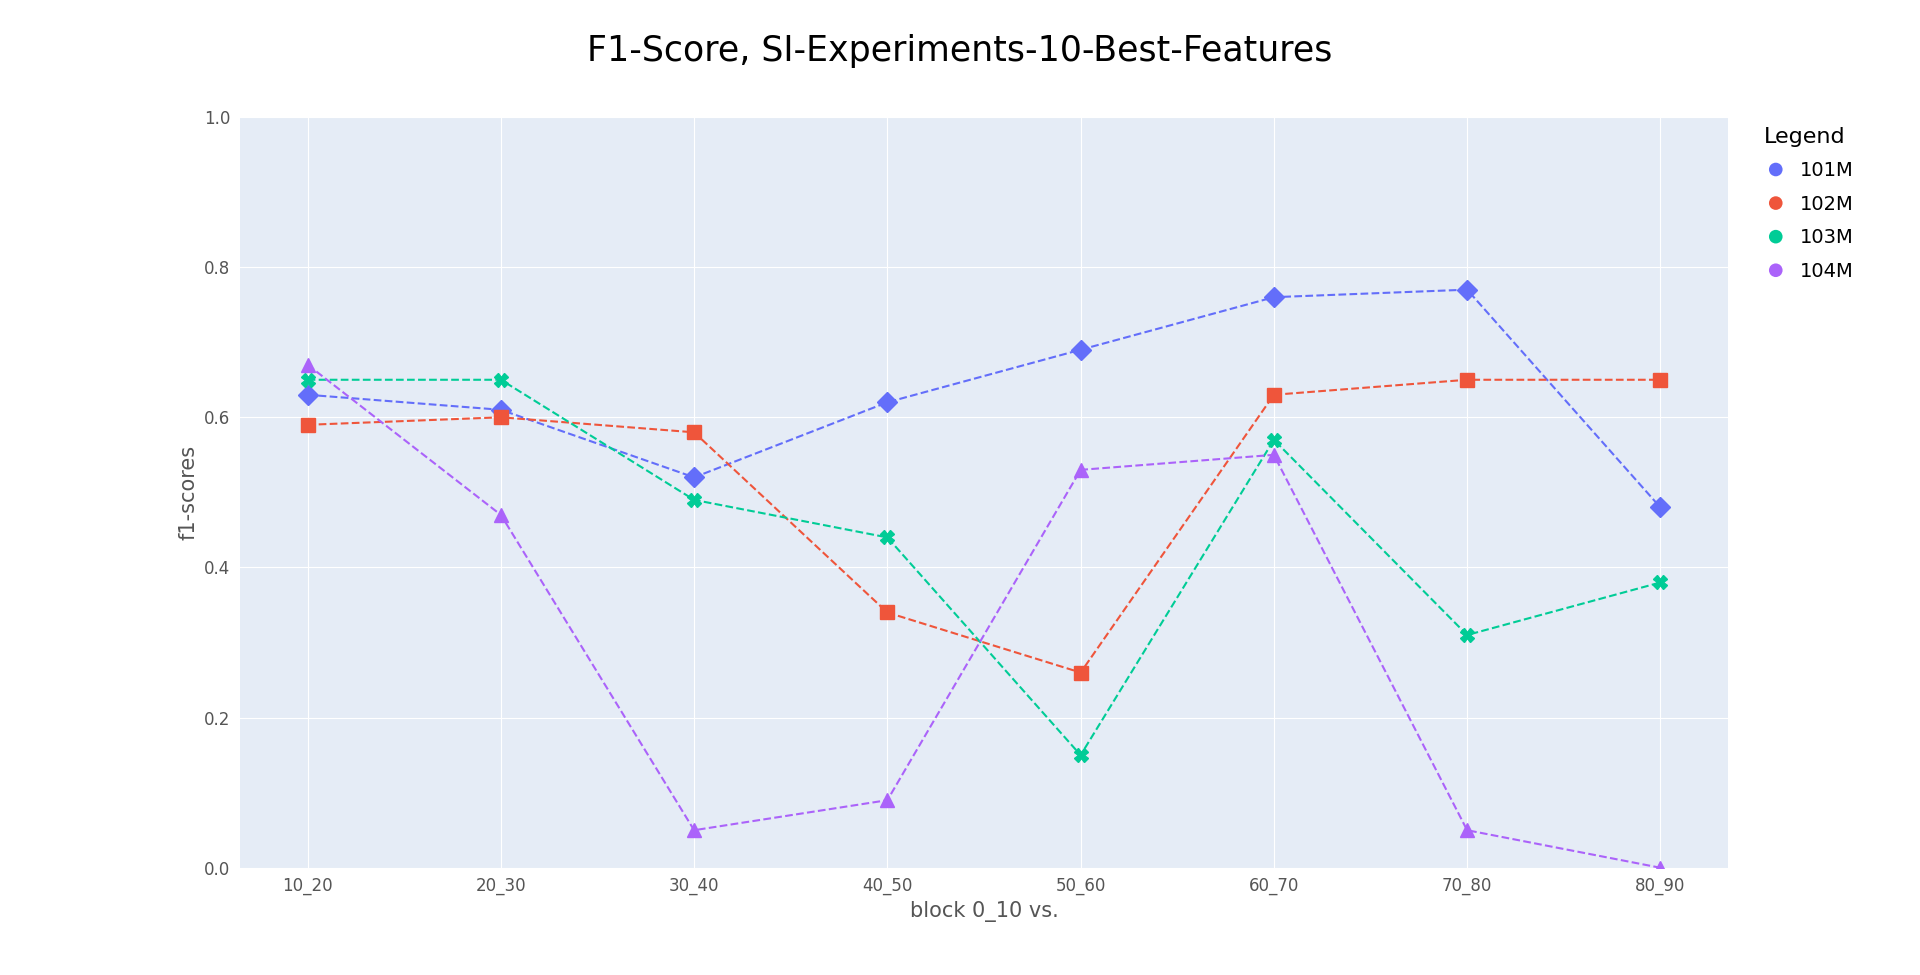 F1-Score, SI-Experiments-10-Best-Features
Legend
101M
102M
103M
104M
f1-scores
1.0
0.8
0.6
0.4
0.2
0.0
10_20 20_30 30_40 40_50 50_60 60_70 70_80 80_90
block 0_10 vs.